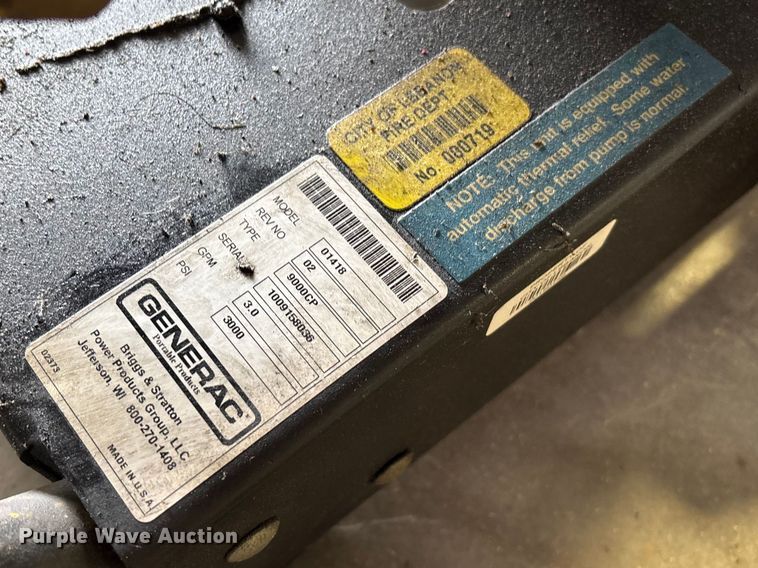 CITY OF LEBANON
FIRE DEPT.
No. 080719
NOTE: This unit is equipped with
automatic thermal relief. Some water
discharge from pump is normal.
MODEL 01418
REV NO 02
TYPE 9000CP
SERIAL 1009158036
GPM 3.0
PSI 3000
GENERAC
Portable Products
Briggs & Stratton
Power Products Group, LLC
Jefferson, WI 800-270-1408
02373
MADE IN U.S.A.
Purple Wave Auction